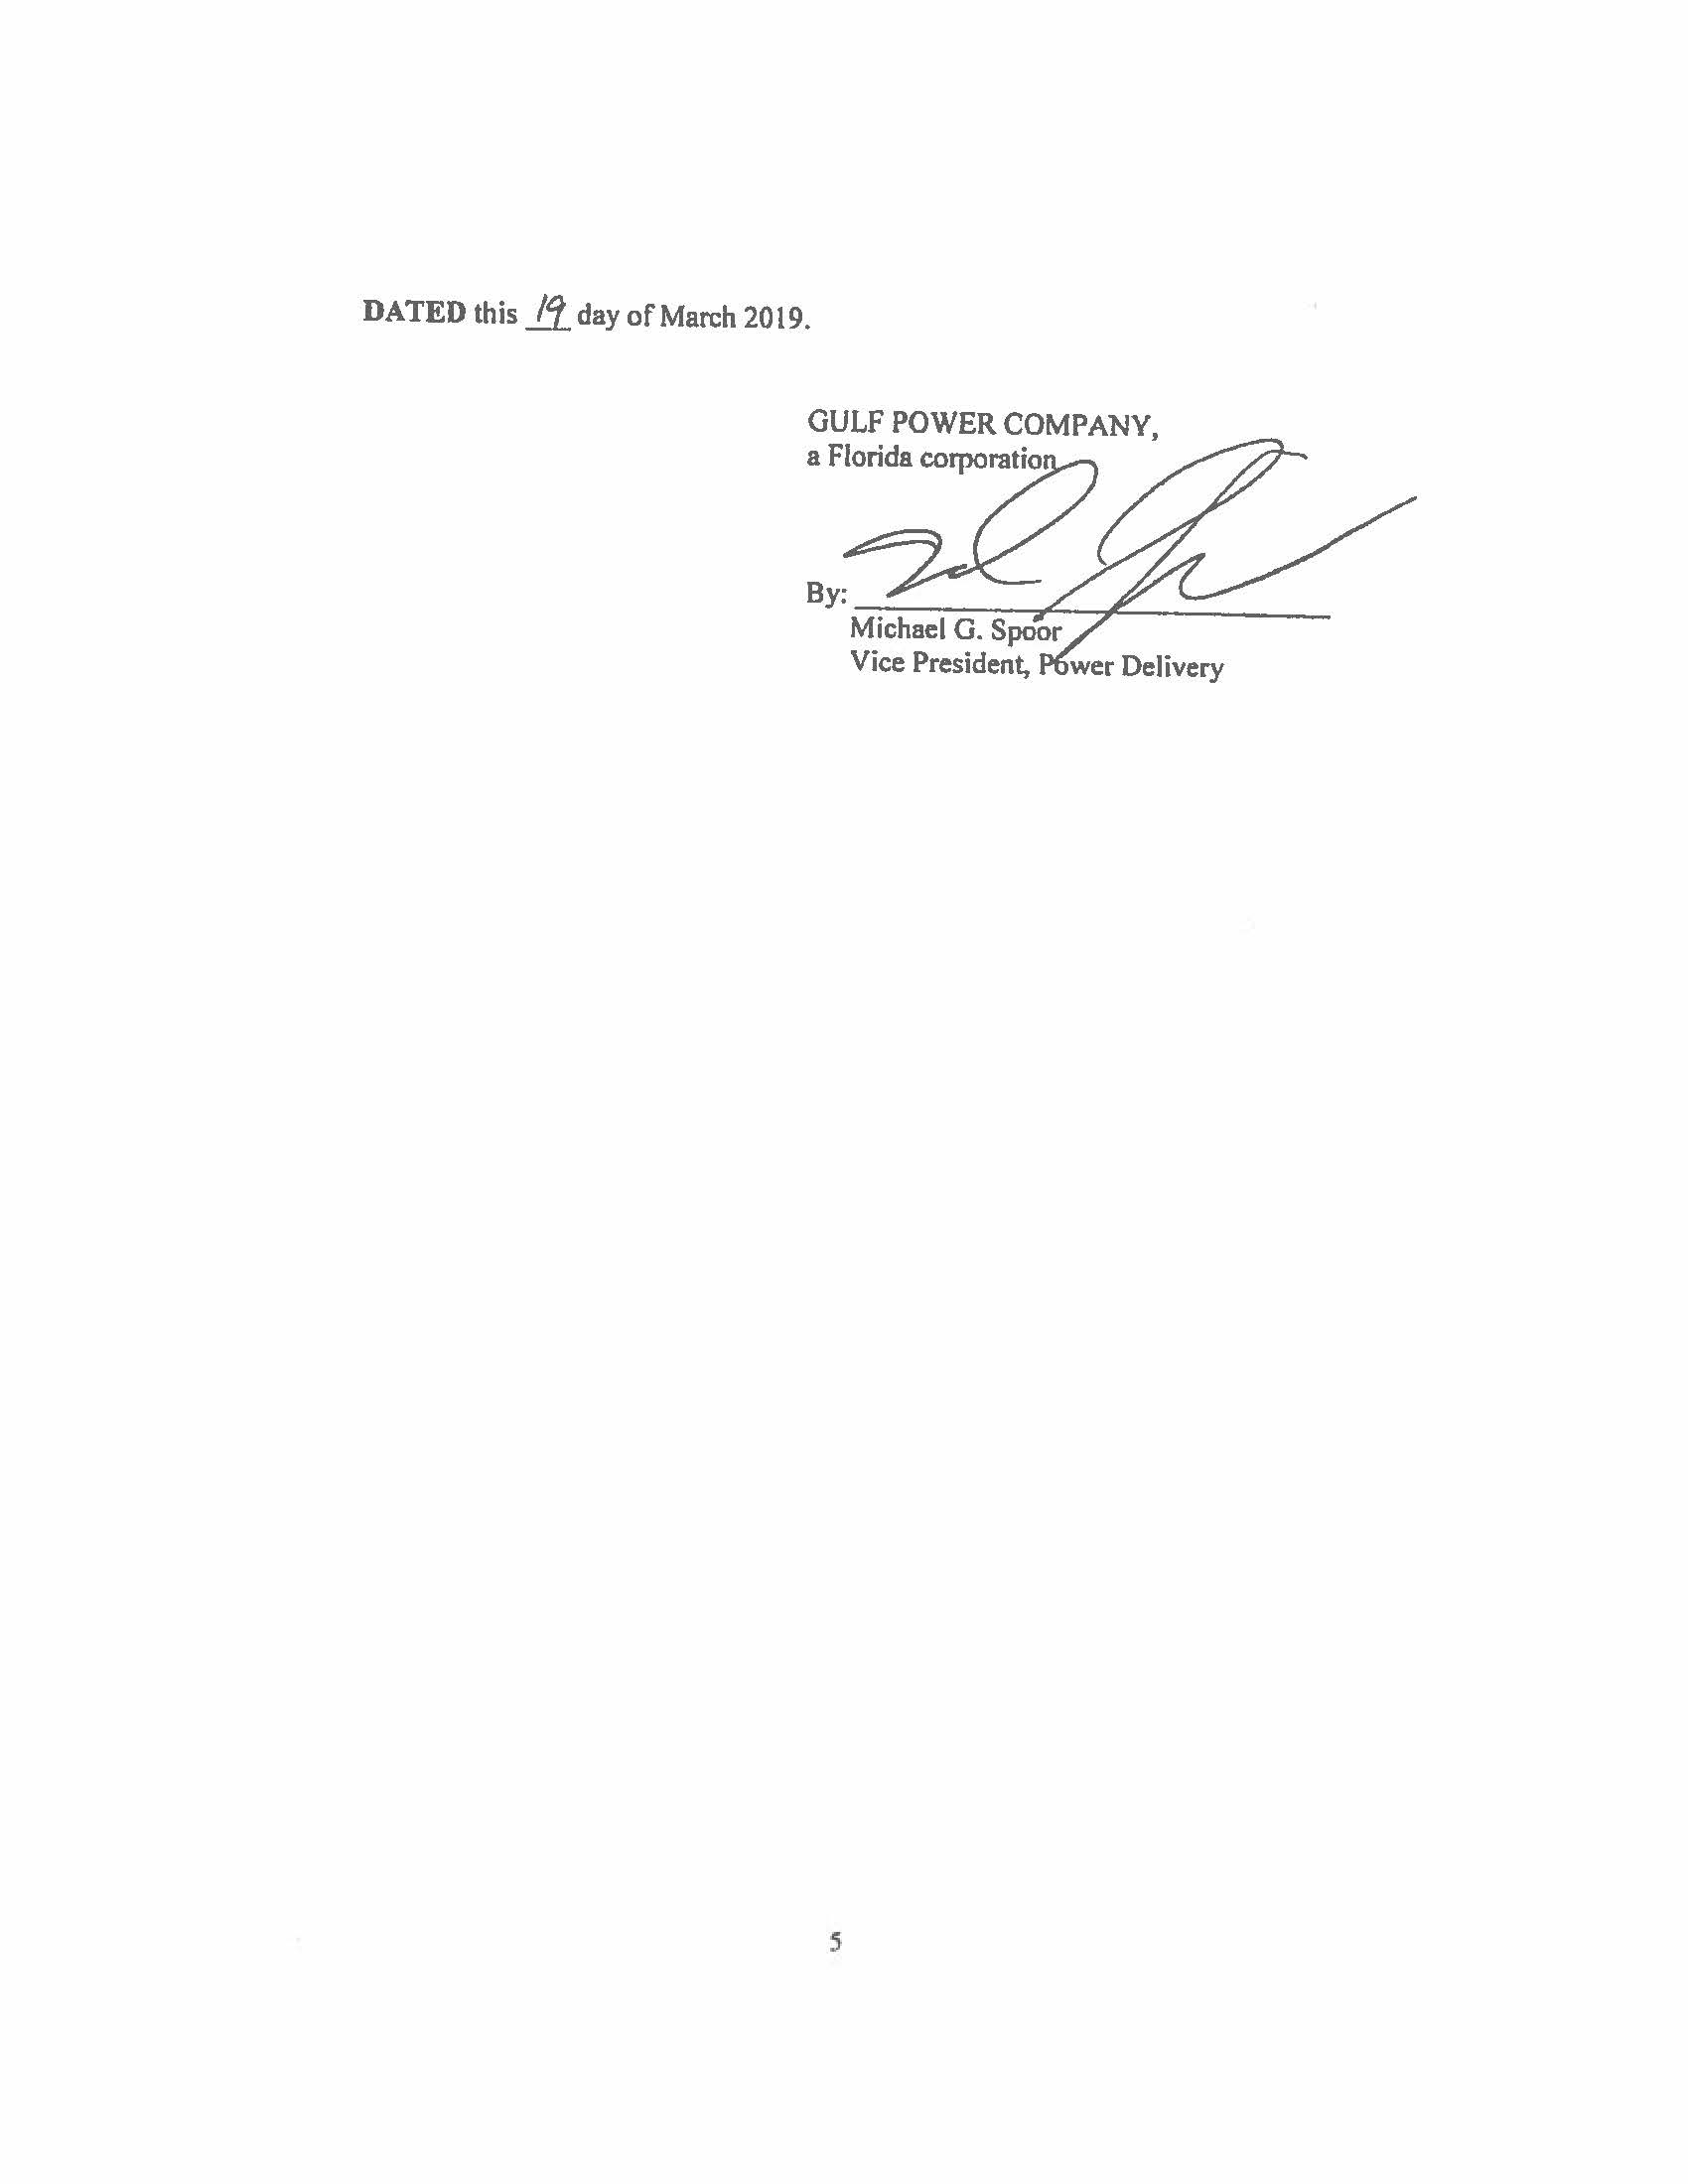 DATED this 19 day of March 2019.
GULF POWER COMPANY,
a Florida corporation
By:
Michael G. Spoor
Vice President, Power Delivery
5